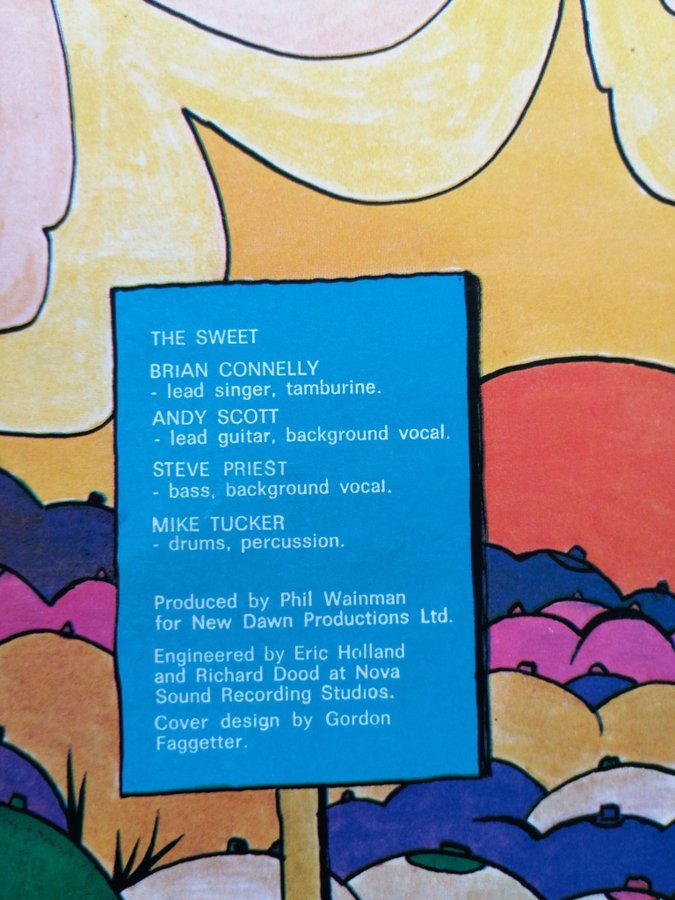 THE SWEET
BRIAN CONNELLY
- lead singer, tamburine.
ANDY SCOTT
- lead guitar, background vocal.
STEVE PRIEST
- bass, background vocal.
MIKE TUCKER
- drums, percussion.
Produced by Phil Wainman
for New Dawn Productions Ltd.
Engineered by Eric Holland
and Richard Dood at Nova
Sound Recording Studios.
Cover design by Gordon
Faggetter.